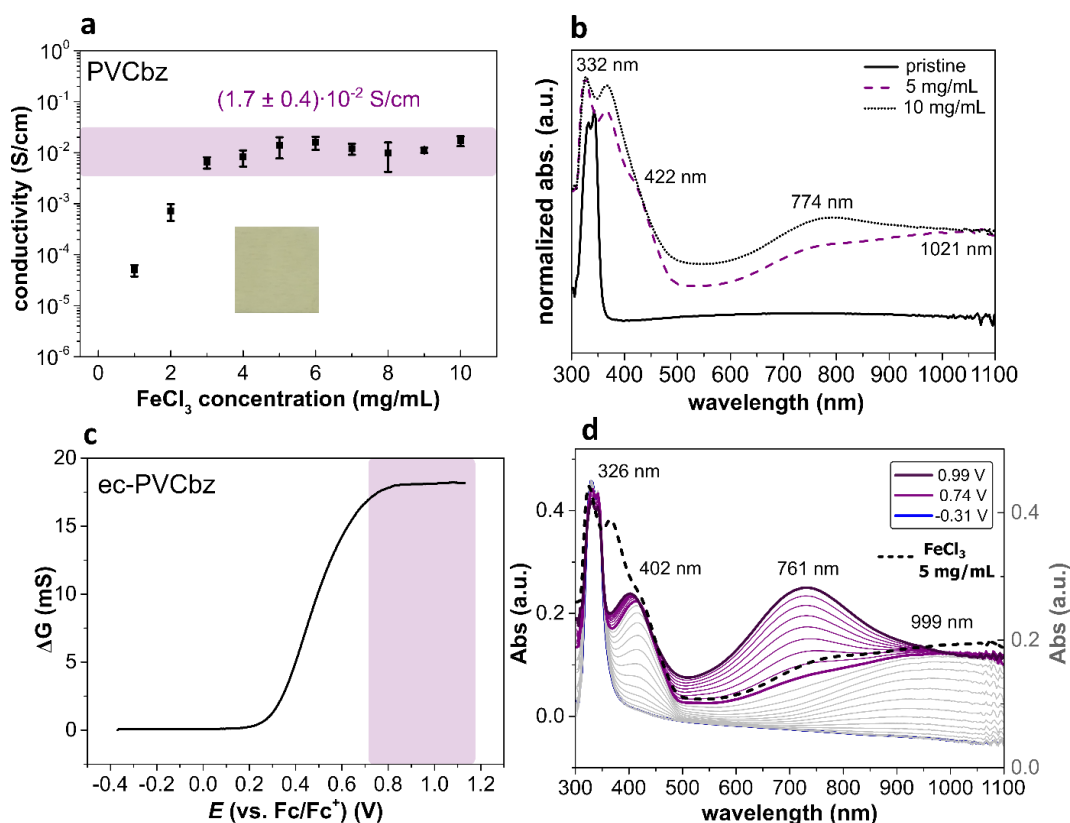 a
PVCbz
(1.7 ± 0.4)·10⁻² S/cm
conductivity (S/cm)
10⁰
10⁻¹
10⁻²
10⁻³
10⁻⁴
10⁻⁵
10⁻⁶
0 2 4 6 8 10
FeCl₃ concentration (mg/mL)
b
332 nm
pristine
5 mg/mL
10 mg/mL
422 nm
774 nm
1021 nm
normalized abs. (a.u.)
300 400 500 600 700 800 900 1000 1100
wavelength (nm)
c
ec-PVCbz
ΔG (mS)
20
15
10
5
0
-0.4 -0.2 0.0 0.2 0.4 0.6 0.8 1.0 1.2
E (vs. Fc/Fc⁺) (V)
d
326 nm
0.99 V
0.74 V
-0.31 V
FeCl₃
5 mg/mL
402 nm
761 nm
999 nm
Abs (a.u.)
0.4
0.2
0.0
Abs (a.u.)
0.4
0.2
0.0
300 400 500 600 700 800 900 1000 1100
wavelength (nm)